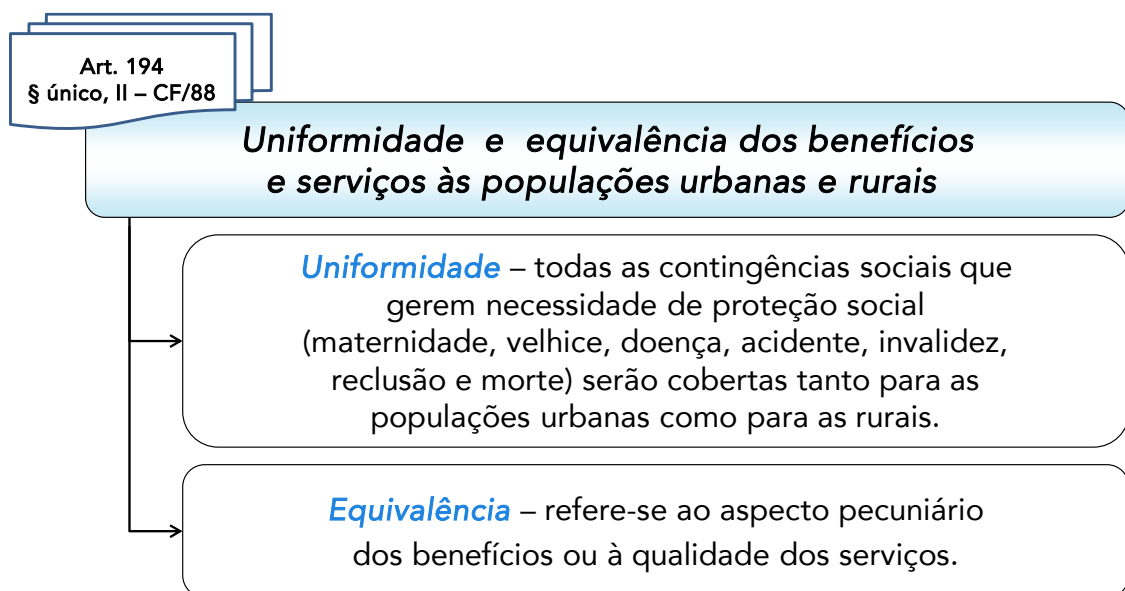 Art. 194
§ único, II – CF/88
Uniformidade e equivalência dos benefícios
e serviços às populações urbanas e rurais
Uniformidade – todas as contingências sociais que
gerem necessidade de proteção social
(maternidade, velhice, doença, acidente, invalidez,
reclusão e morte) serão cobertas tanto para as
populações urbanas como para as rurais.
Equivalência – refere-se ao aspecto pecuniário
dos benefícios ou à qualidade dos serviços.